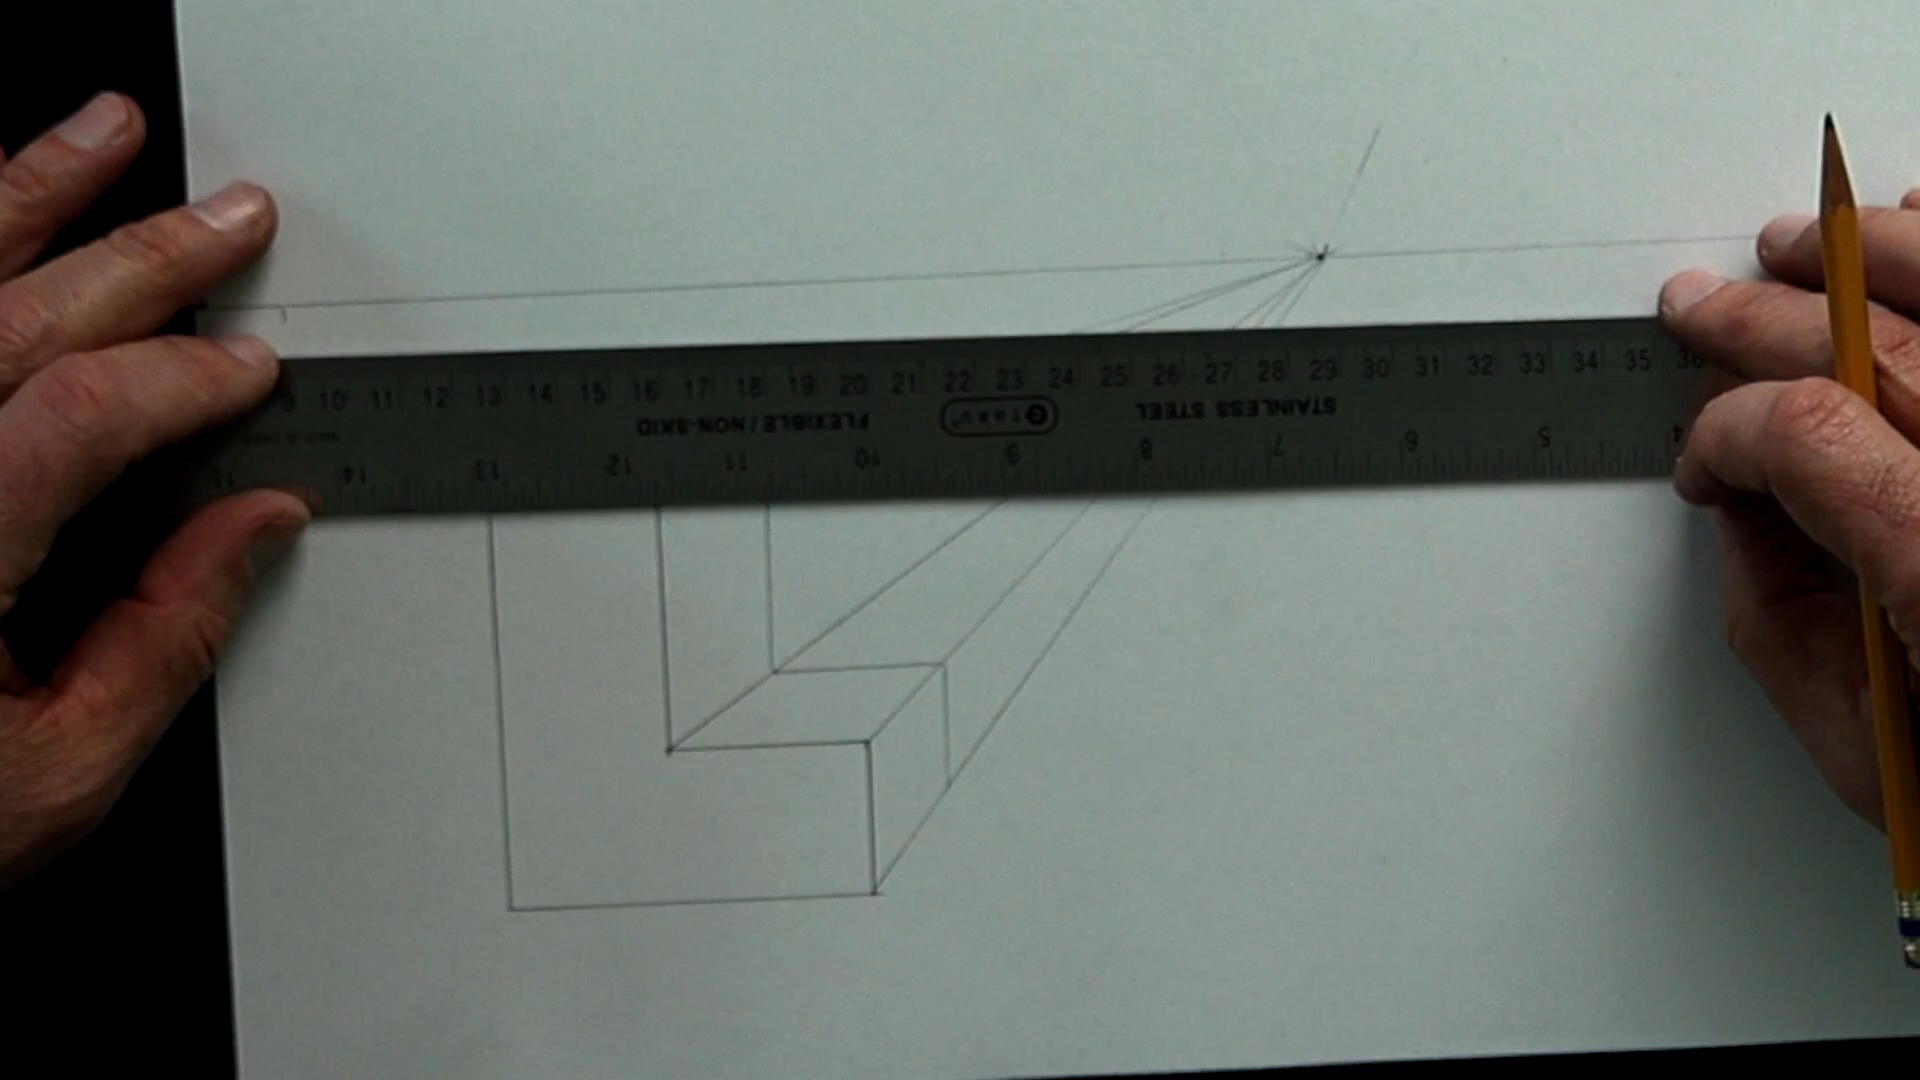 9 10 11 12 13 14 15 16 17 18 19 20 21 22 23 24 25 26 27 28 29 30 31 32 33 34 35 36
FLEXIBLE / NON-SKID STAINLESS STEEL
15 14 13 12 11 10 9 8 7 6 5 4